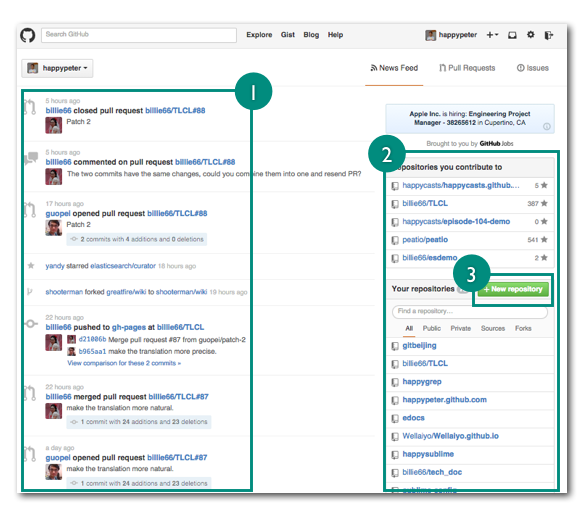 Search GitHub
Explore Gist Blog Help
happypeter
happypeter
News Feed
Pull Requests
Issues
1
5 hours ago
billie66 closed pull request billie66/TLCL#88
Patch 2
5 hours ago
billie66 commented on pull request billie66/TLCL#88
The two commits have the same changes, could you combine them into one and resend PR?
17 hours ago
guopei opened pull request billie66/TLCL#88
Patch 2
2 commits with 4 additions and 0 deletions
yandy starred elasticsearch/curator 18 hours ago
shooterman forked greatfire/wiki to shooterman/wiki 19 hours ago
22 hours ago
billie66 pushed to gh-pages at billie66/TLCL
d21086b Merge pull request #87 from guopei/patch-2
b965aa1 make the translation more precise.
View comparison for these 2 commits »
22 hours ago
billie66 merged pull request billie66/TLCL#87
make the translation more natural.
1 commit with 24 additions and 23 deletions
a day ago
guopei opened pull request billie66/TLCL#87
make the translation more natural.
1 commit with 24 additions and 23 deletions
Apple Inc. is hiring: Engineering Project
Manager - 38265612 in Cupertino, CA
Brought to you by GitHub Jobs
2
Repositories you contribute to
happycasts/happycasts.github.… 5
billie66/TLCL 387
happycasts/episode-104-demo 0
peatio/peatio 541
billie66/esdemo 2
3
Your repositories
+ New repository
Find a repository...
All Public Private Sources Forks
gitbeijing
billie66/TLCL
happygrep
happypeter.github.com
edocs
Wellaiyo/Wellaiyo.github.io
happysublime
billie66/tech_doc
sublime-config